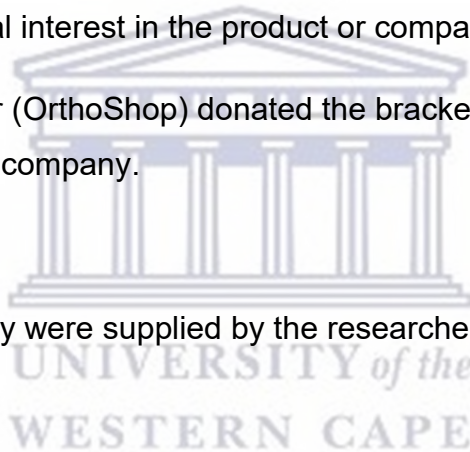 al interest in the product or compa
r (OrthoShop) donated the bracke
company.
y were supplied by the researche
UNIVERSITY of the
WESTERN CAPE